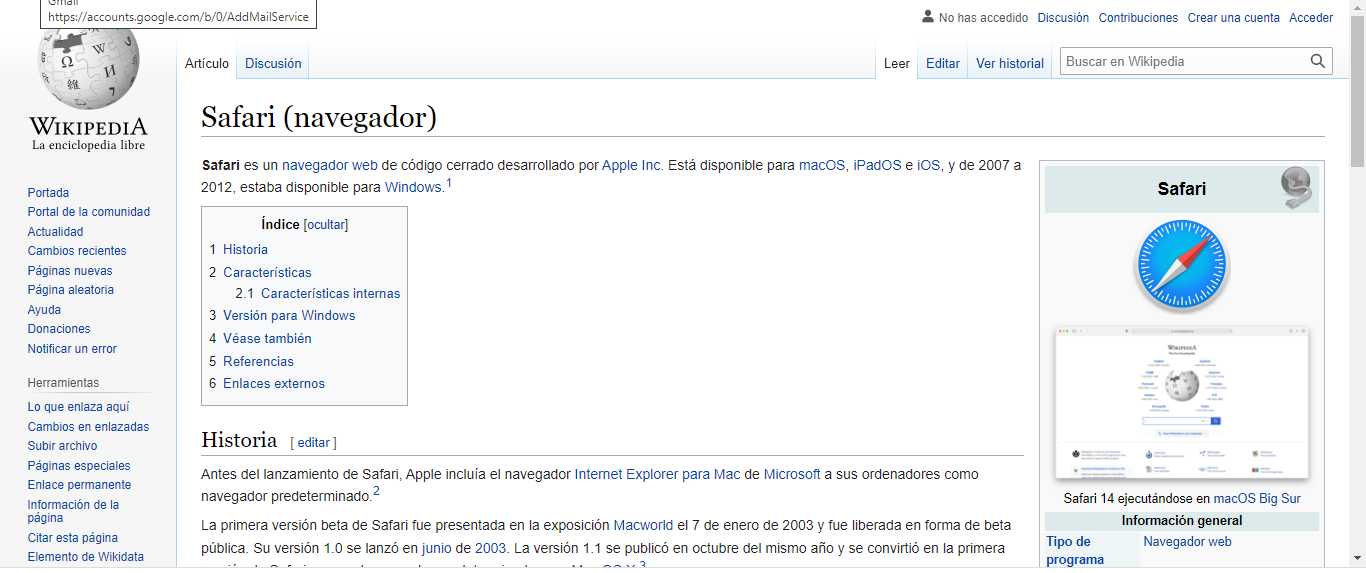 Gmail
https://accounts.google.com/b/0/AddMailService
No has accedido Discusión Contribuciones Crear una cuenta Acceder
WIKIPEDIA
La enciclopedia libre
Portada
Portal de la comunidad
Actualidad
Cambios recientes
Páginas nuevas
Página aleatoria
Ayuda
Donaciones
Notificar un error
Herramientas
Lo que enlaza aquí
Cambios en enlazadas
Subir archivo
Páginas especiales
Enlace permanente
Información de la
página
Citar esta página
Elemento de Wikidata
Artículo Discusión
Leer Editar Ver historial Buscar en Wikipedia
Safari (navegador)
Safari es un navegador web de código cerrado desarrollado por Apple Inc. Está disponible para macOS, iPadOS e iOS, y de 2007 a
2012, estaba disponible para Windows.1
Índice [ocultar]
1 Historia
2 Características
2.1 Características internas
3 Versión para Windows
4 Véase también
5 Referencias
6 Enlaces externos
Historia [ editar ]
Antes del lanzamiento de Safari, Apple incluía el navegador Internet Explorer para Mac de Microsoft a sus ordenadores como
navegador predeterminado.2
La primera versión beta de Safari fue presentada en la exposición Macworld el 7 de enero de 2003 y fue liberada en forma de beta
pública. Su versión 1.0 se lanzó en junio de 2003. La versión 1.1 se publicó en octubre del mismo año y se convirtió en la primera
Safari
WIKIPEDIA
Safari 14 ejecutándose en macOS Big Sur
Información general
Tipo de
programa
Navegador web